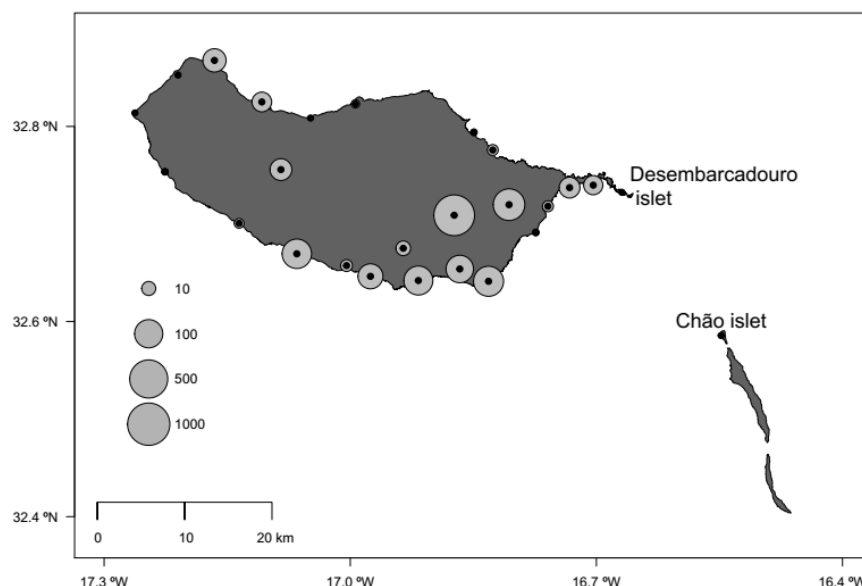 32.8 ºN
Desembarcadouro
islet
10
32.6 ºN
Chão islet
100
500
1000
32.4 ºN
0 10 20 km
17.3 ºW 17.0 ºW 16.7 ºW 16.4 ºW